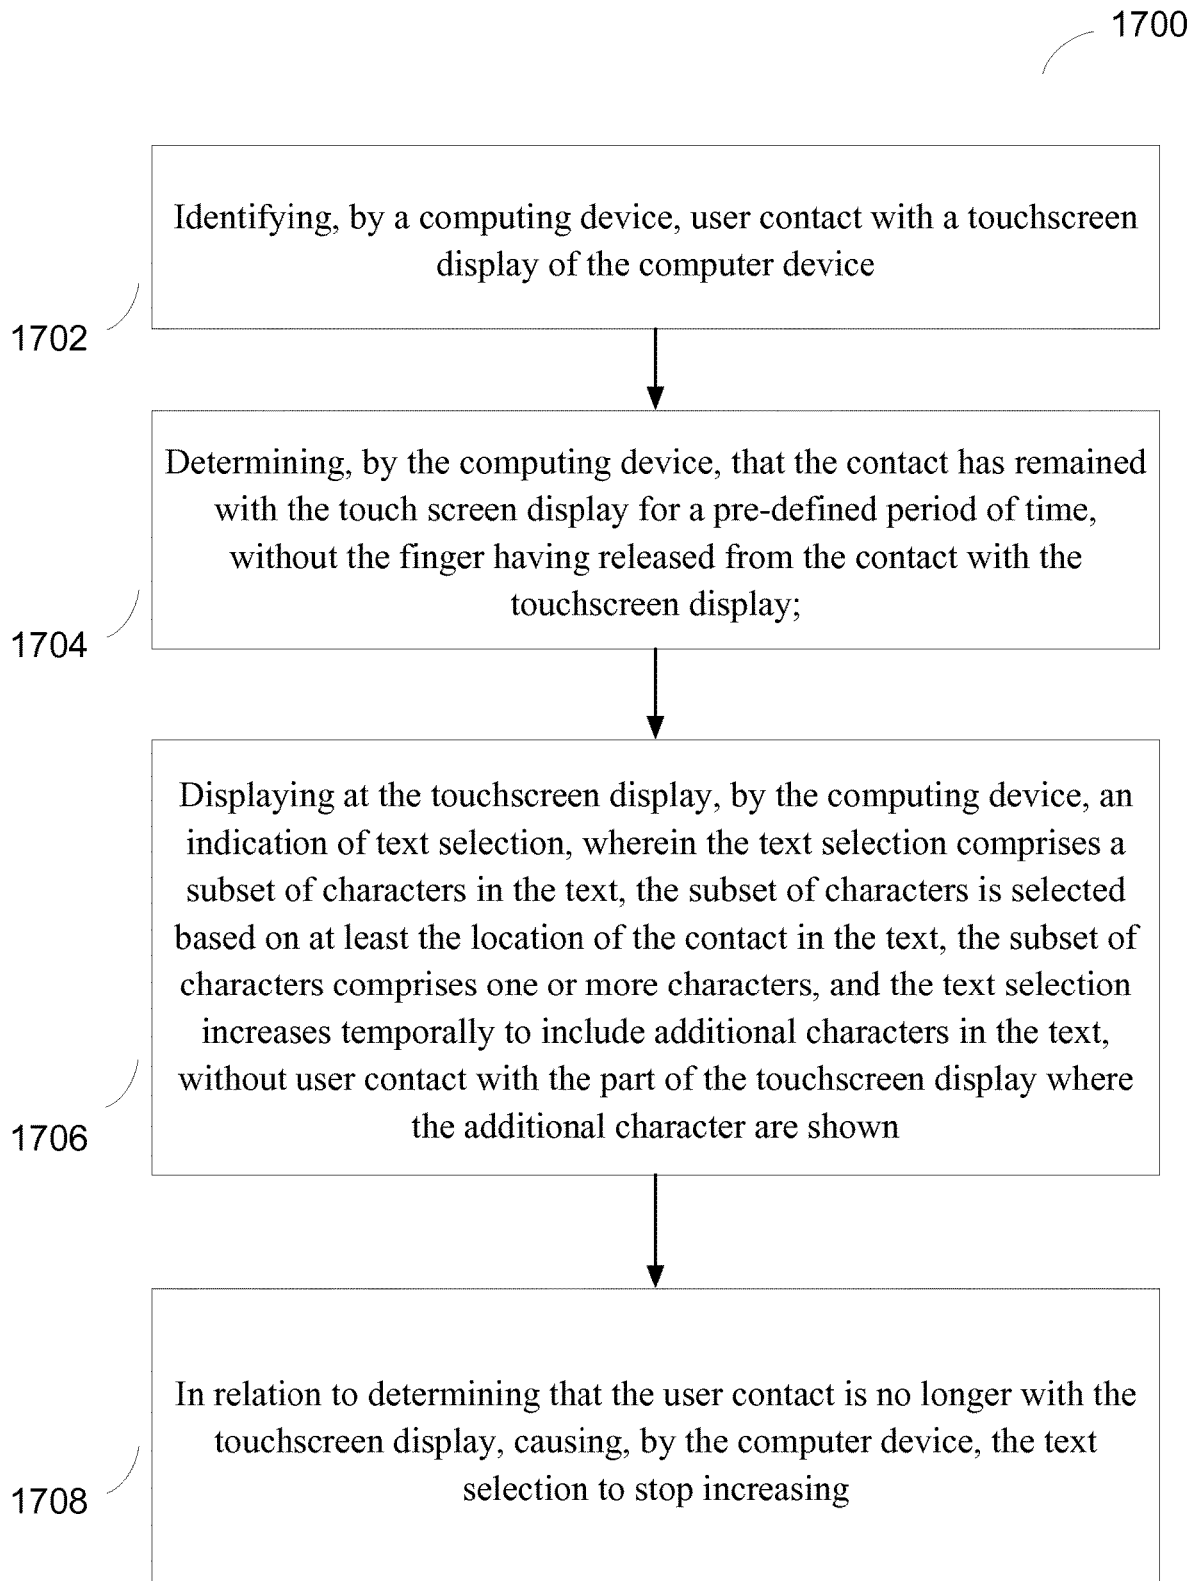 1700
Identifying, by a computing device, user contact with a touchscreen
display of the computer device
1702
Determining, by the computing device, that the contact has remained
with the touch screen display for a pre-defined period of time,
without the finger having released from the contact with the
touchscreen display;
1704
Displaying at the touchscreen display, by the computing device, an
indication of text selection, wherein the text selection comprises a
subset of characters in the text, the subset of characters is selected
based on at least the location of the contact in the text, the subset of
characters comprises one or more characters, and the text selection
increases temporally to include additional characters in the text,
without user contact with the part of the touchscreen display where
the additional character are shown
1706
In relation to determining that the user contact is no longer with the
touchscreen display, causing, by the computer device, the text
selection to stop increasing
1708